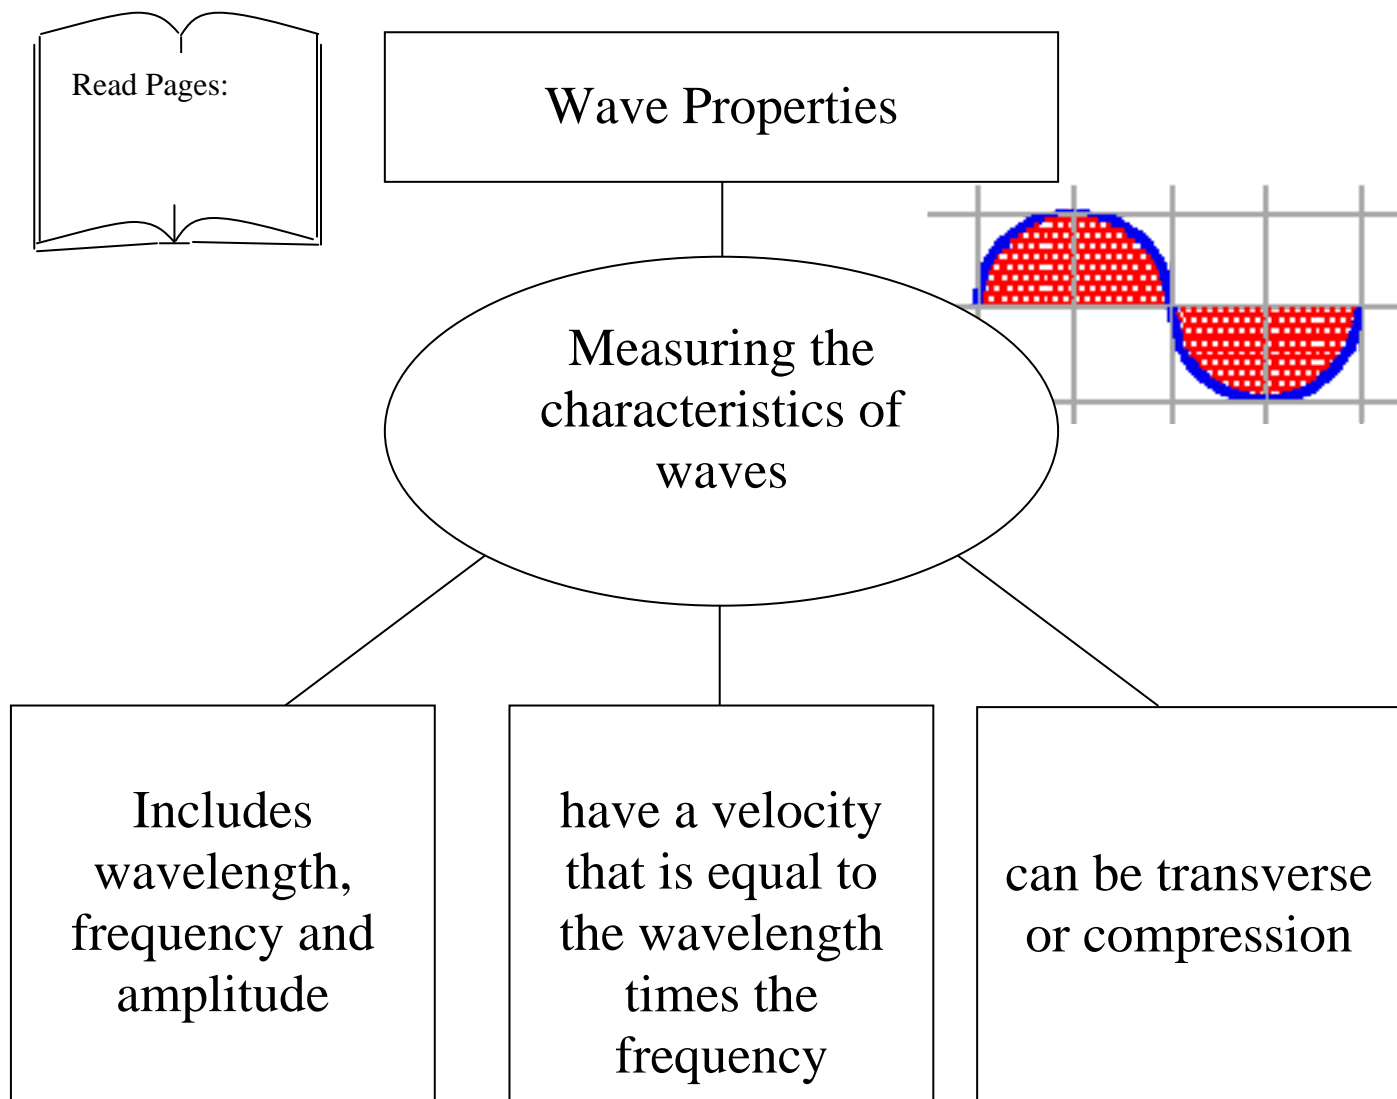 Read Pages:
Wave Properties
Measuring the
characteristics of
waves
Includes
wavelength,
frequency and
amplitude
have a velocity
that is equal to
the wavelength
times the
frequency
can be transverse
or compression